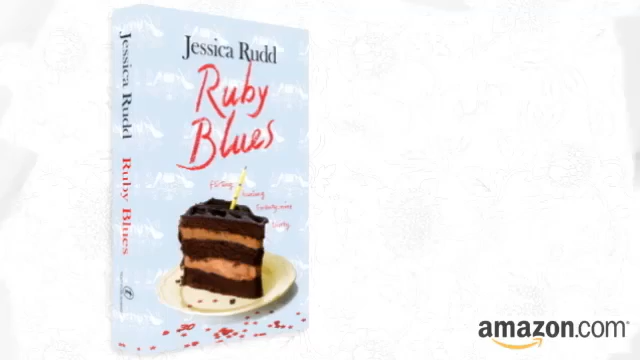 Jessica Rudd
Ruby
Blues
Jessica Rudd Ruby Blues
amazon.com